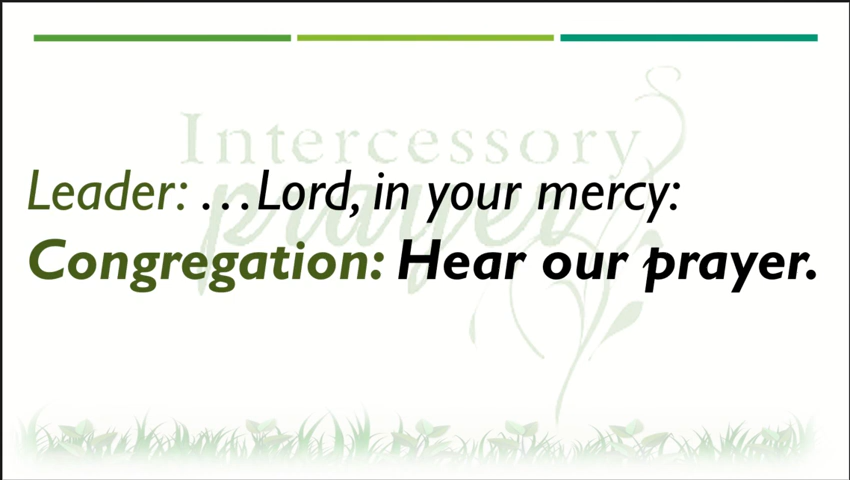 Intercessory
prayer
Leader: ...Lord, in your mercy:
Congregation: Hear our prayer.